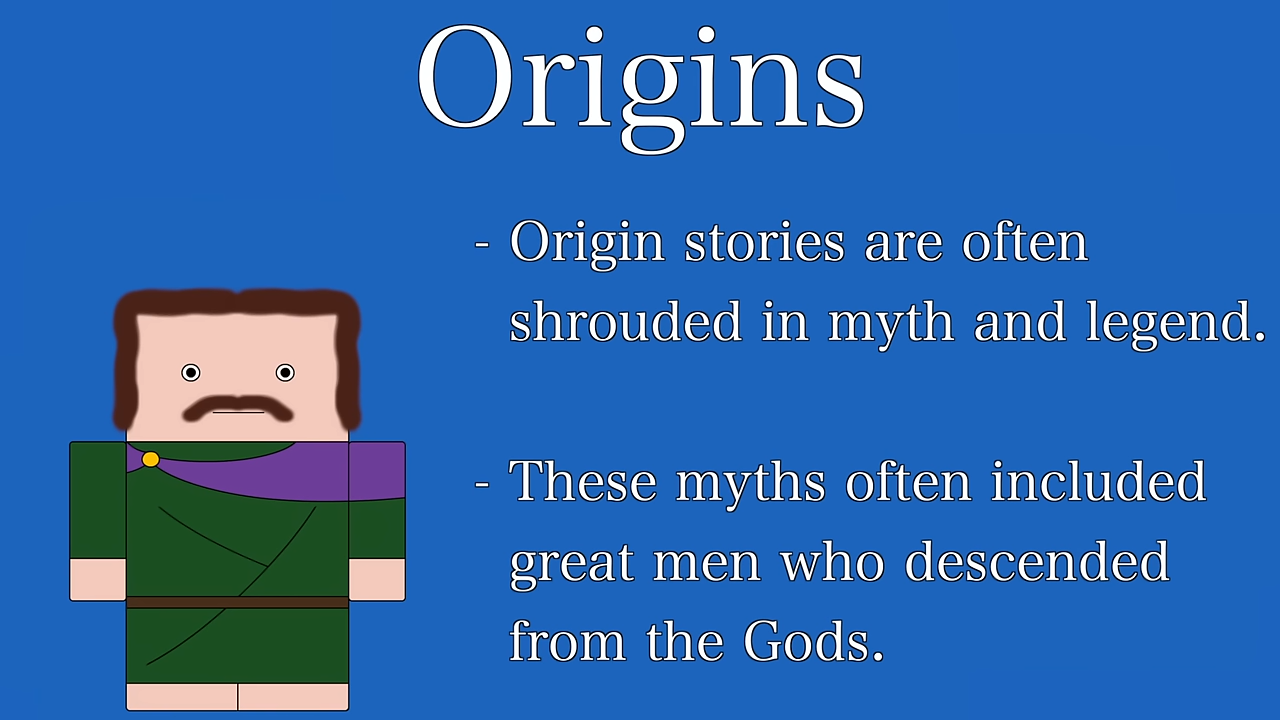 Origins
- Origin stories are often
shrouded in myth and legend.
- These myths often included
great men who descended
from the Gods.